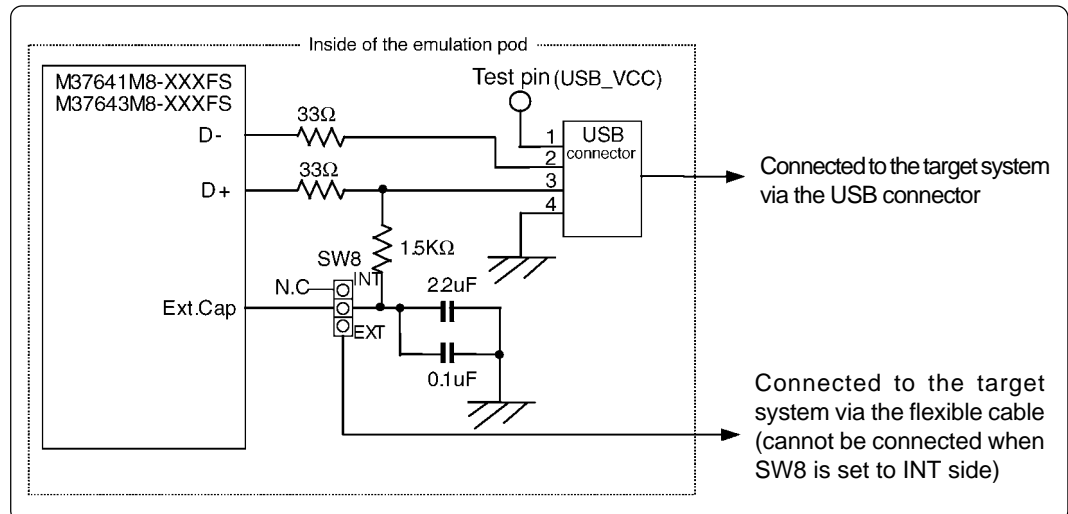 Inside of the emulation pod
M37641M8-XXXFS
M37643M8-XXXFS
Test pin (USB_VCC)
D-
33Ω
1
2
3
4
USB
connector
Connected to the target system
via the USB connector
D+
33Ω
1.5KΩ
SW8
INT
N.C
2.2uF
Ext.Cap
EXT
0.1uF
Connected to the target
system via the flexible cable
(cannot be connected when
SW8 is set to INT side)